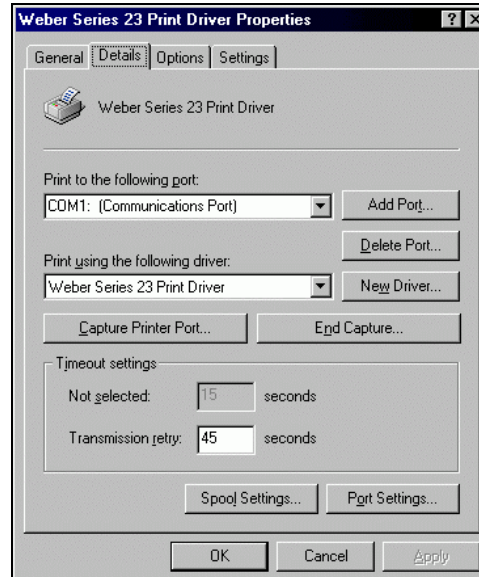 Weber Series 23 Print Driver Properties
General Details Options Settings
Weber Series 23 Print Driver
Print to the following port:
COM1: (Communications Port) Add Port...
Delete Port...
Print using the following driver:
Weber Series 23 Print Driver New Driver...
Capture Printer Port... End Capture...
Timeout settings
Not selected: 15 seconds
Transmission retry: 45 seconds
Spool Settings... Port Settings...
OK Cancel Apply